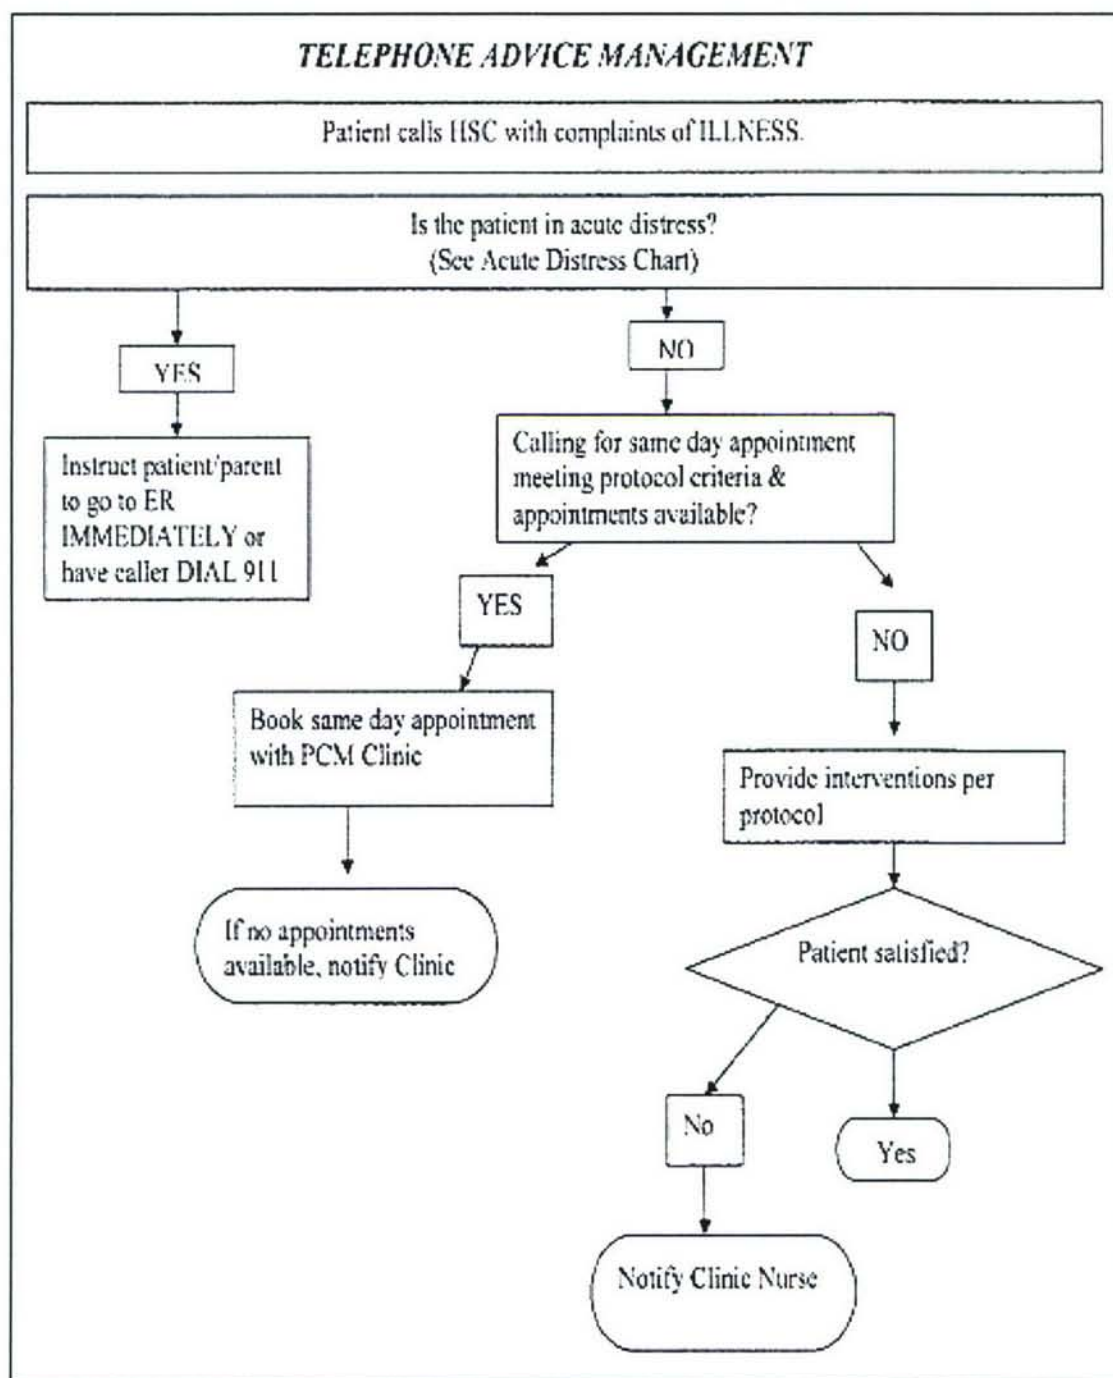 TELEPHONE ADVICE MANAGEMENT
Patient calls HSC with complaints of ILLNESS.
Is the patient in acute distress?
(See Acute Distress Chart)
YES
NO
Instruct patient/parent
to go to ER
IMMEDIATELY or
have caller DIAL 911
Calling for same day appointment
meeting protocol criteria &
appointments available?
YES
NO
Book same day appointment
with PCM Clinic
Provide interventions per
protocol
If no appointments
available, notify Clinic
Patient satisfied?
No
Yes
Notify Clinic Nurse